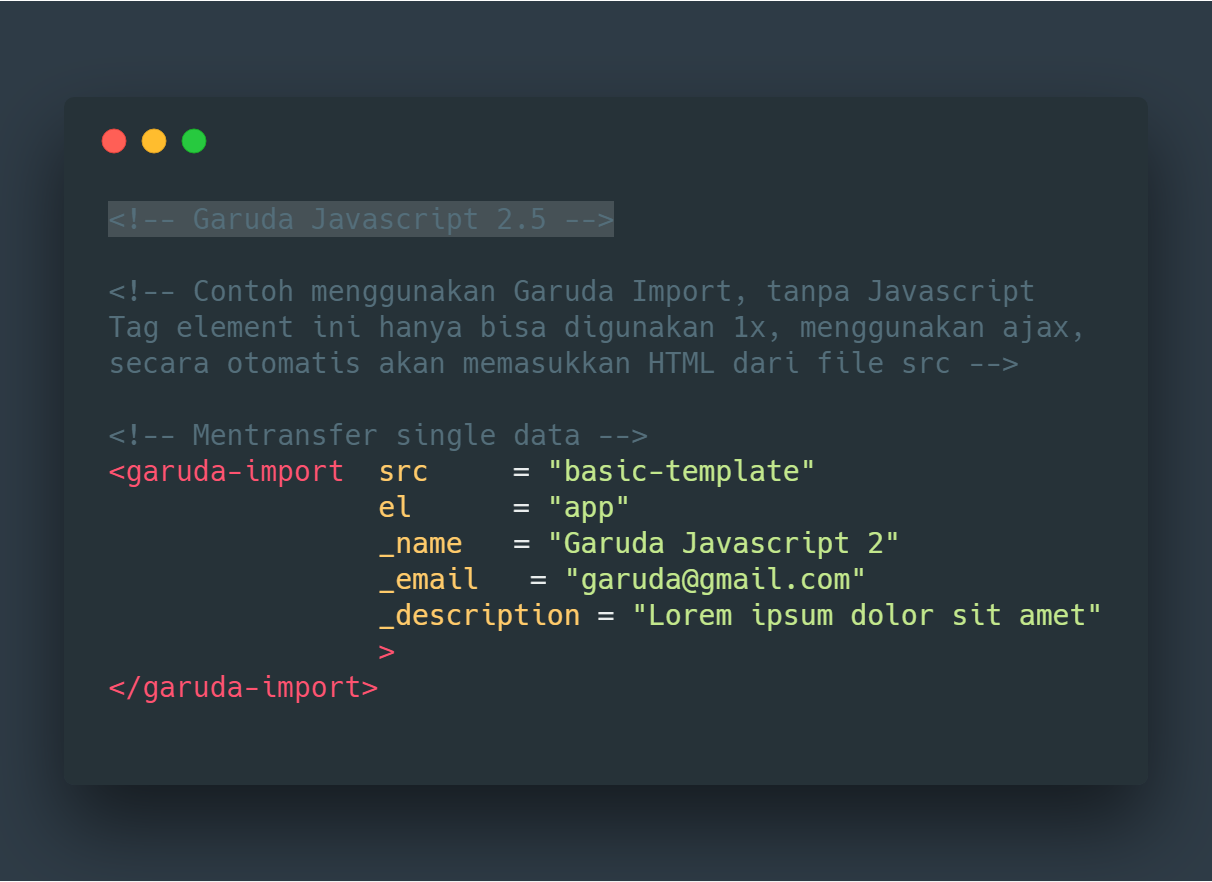 <!-- Garuda Javascript 2.5 -->
<!-- Contoh menggunakan Garuda Import, tanpa Javascript
Tag element ini hanya bisa digunakan 1x, menggunakan ajax,
secara otomatis akan memasukkan HTML dari file src -->
<!-- Mentransfer single data -->
<garuda-import  src     = "basic-template"
                el      = "app"
                _name   = "Garuda Javascript 2"
                _email   = "garuda@gmail.com"
                _description = "Lorem ipsum dolor sit amet"
                >
</garuda-import>